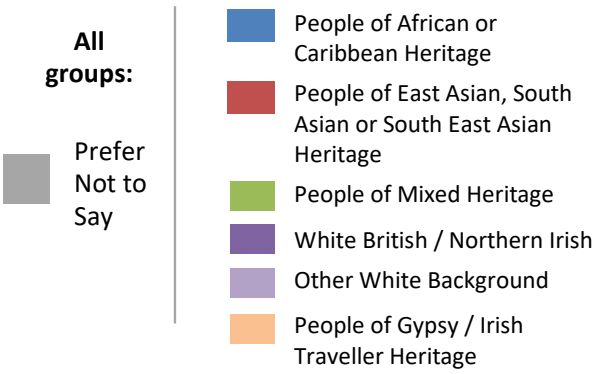 All
groups:
Prefer
Not to
Say
People of African or
Caribbean Heritage
People of East Asian, South
Asian or South East Asian
Heritage
People of Mixed Heritage
White British / Northern Irish
Other White Background
People of Gypsy / Irish
Traveller Heritage